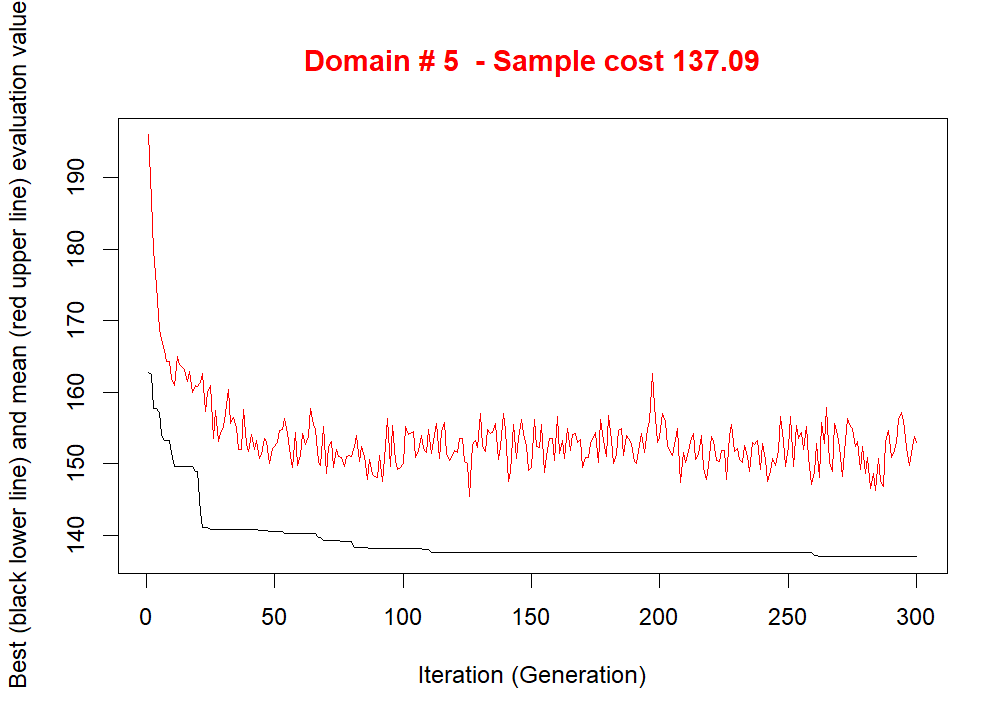 Domain # 5  - Sample cost 137.09
Best (black lower line) and mean (red upper line) evaluation value
190
180
170
160
150
140
0 50 100 150 200 250 300
Iteration (Generation)